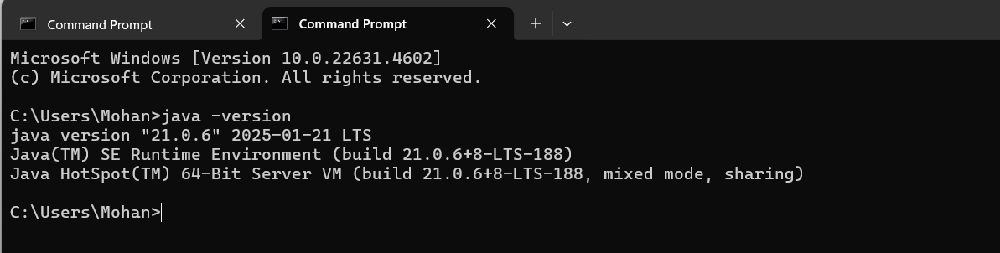 Command Prompt
Command Prompt
Microsoft Windows [Version 10.0.22631.4602]
(c) Microsoft Corporation. All rights reserved.
C:\Users\Mohan>java -version
java version "21.0.6" 2025-01-21 LTS
Java(TM) SE Runtime Environment (build 21.0.6+8-LTS-188)
Java HotSpot(TM) 64-Bit Server VM (build 21.0.6+8-LTS-188, mixed mode, sharing)
C:\Users\Mohan>